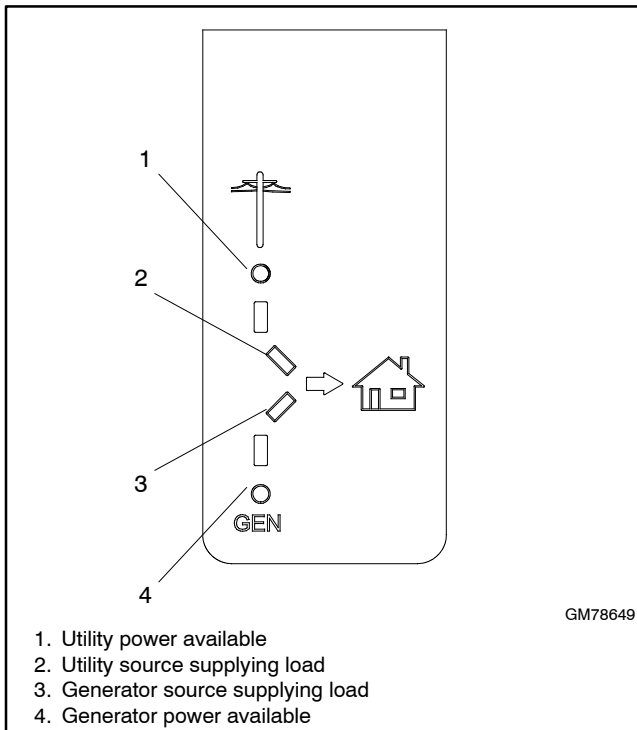 1
2
3
4
GEN
GM78649
1. Utility power available
2. Utility source supplying load
3. Generator source supplying load
4. Generator power available